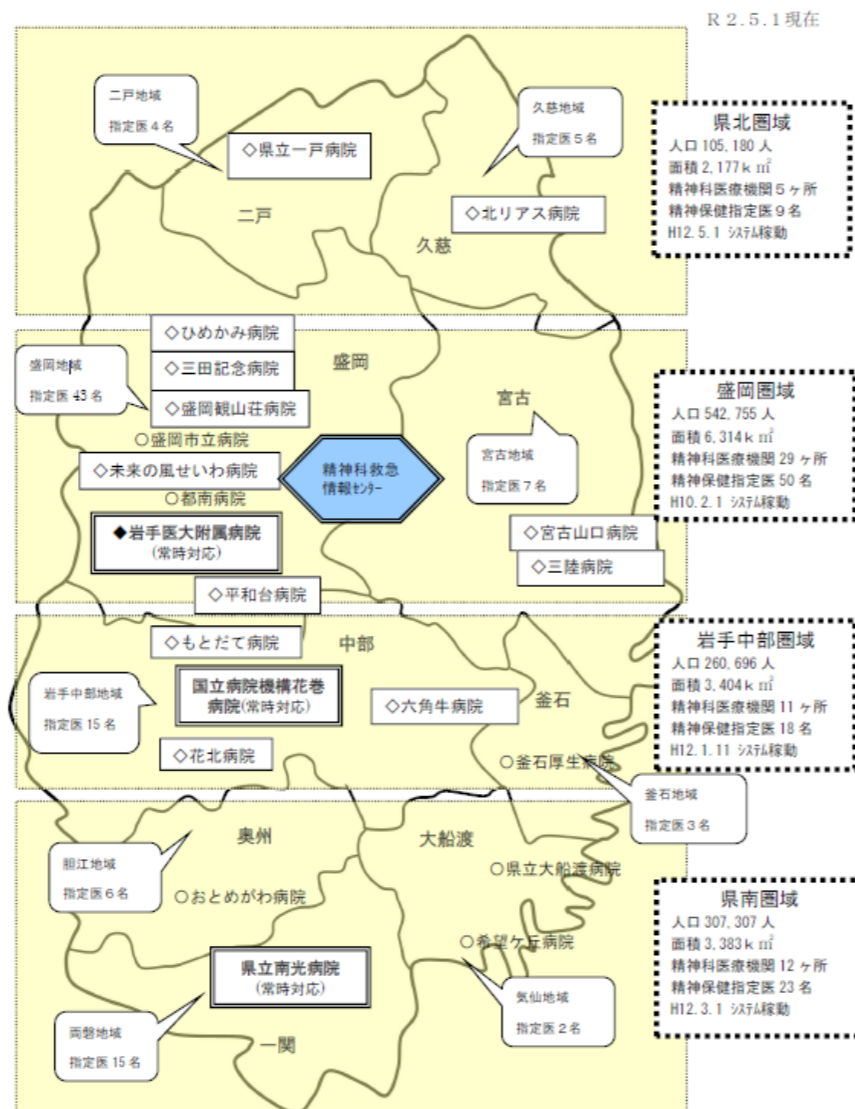 R 2.5.1現在
二戸地域
指定医４名
久慈地域
指定医５名
◇県立一戸病院
◇北リアス病院
二戸
久慈
県北圏域
人口 105,180 人
面積 2,177ｋ㎡
精神科医療機関５ヶ所
精神保健指定医９名
H12.5.1 ｼｽﾃﾑ稼動
◇ひめかみ病院
盛岡地域
指定医 43 名
◇三田記念病院
盛岡
◇盛岡観山荘病院
宮古
○盛岡市立病院
◇未来の風せいわ病院
精神科救急
情報ｾﾝﾀｰ
宮古地域
指定医７名
○都南病院
◆岩手医大附属病院
(常時対応)
◇宮古山口病院
◇三陸病院
◇平和台病院
盛岡圏域
人口 542,755 人
面積 6,314ｋ㎡
精神科医療機関 29 ヶ所
精神保健指定医 50 名
H10.2.1 ｼｽﾃﾑ稼動
◇もとだて病院
中部
岩手中部地域
指定医 15 名
国立病院機構花巻
病院(常時対応)
◇六角牛病院
釜石
◇花北病院
○釜石厚生病院
釜石地域
指定医３名
岩手中部圏域
人口 260,696 人
面積 3,404ｋ㎡
精神科医療機関 11 ヶ所
精神保健指定医 18 名
H12.1.11 ｼｽﾃﾑ稼動
奥州
大船渡
胆江地域
指定医６名
○おとめがわ病院
○県立大船渡病院
○希望ケ丘病院
県立南光病院
(常時対応)
気仙地域
指定医２名
両磐地域
指定医 15 名
一関
県南圏域
人口 307,307 人
面積 3,383ｋ㎡
精神科医療機関 12 ヶ所
精神保健指定医 23 名
H12.3.1 ｼｽﾃﾑ稼動